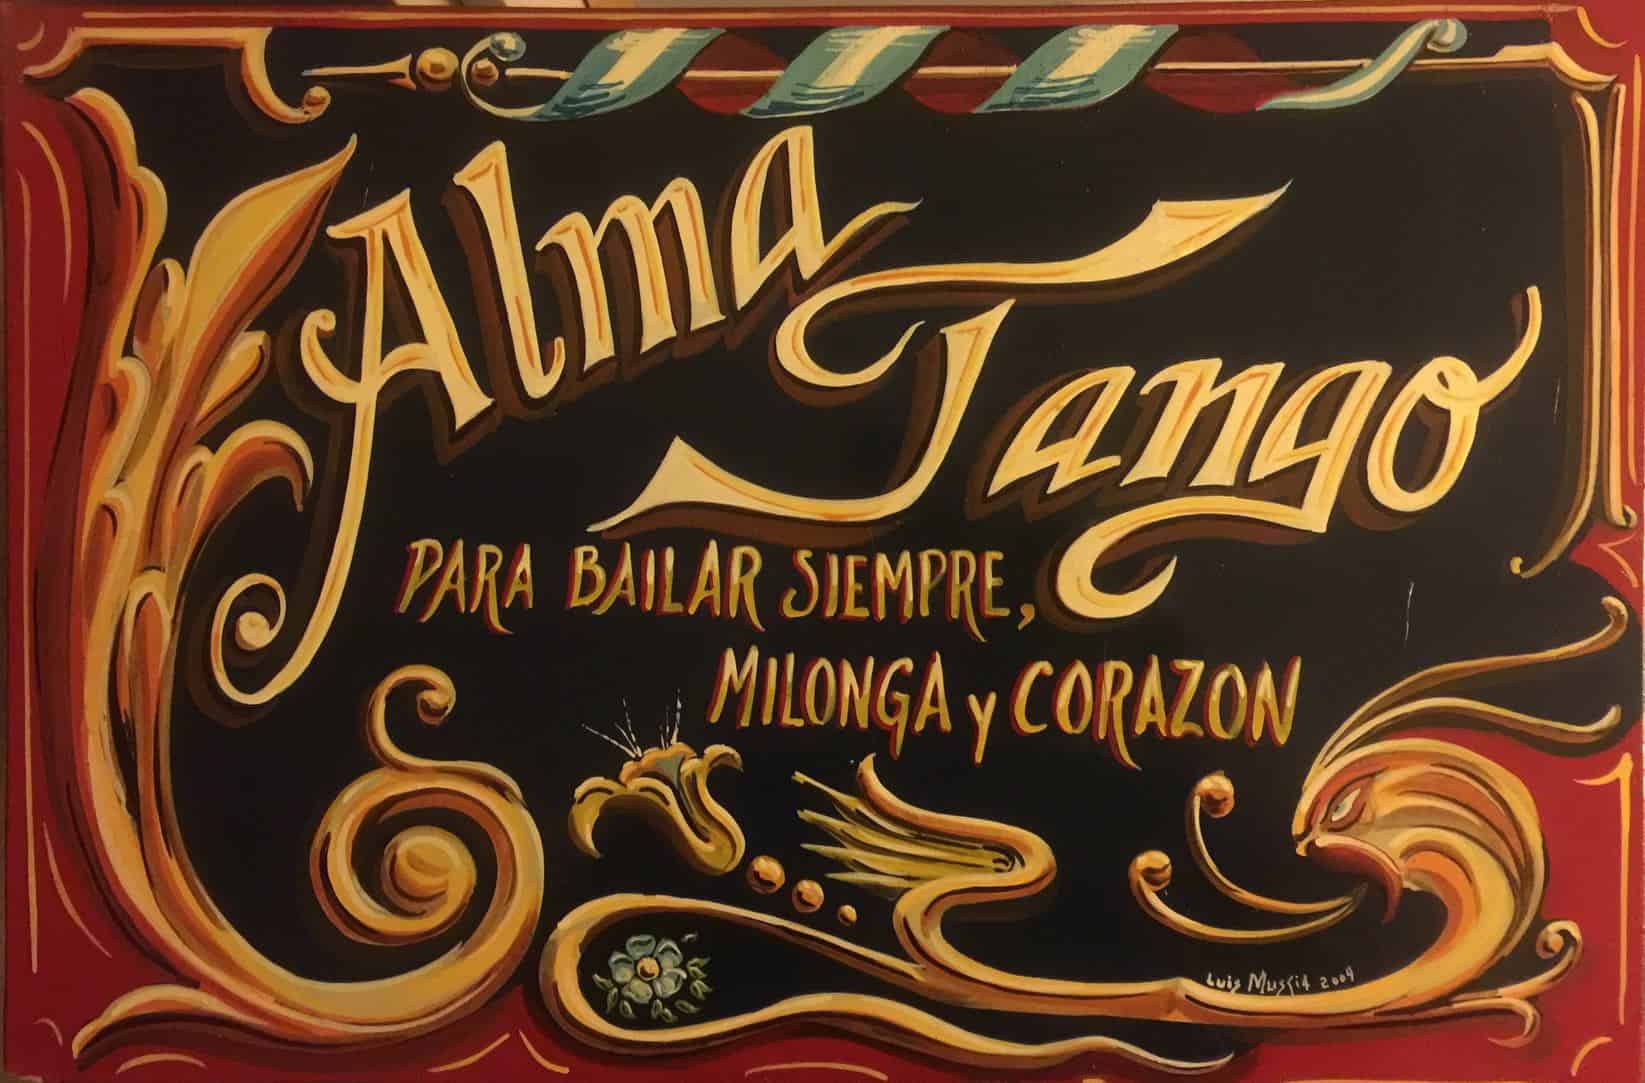 Alma
Tango
PARA BAILAR SIEMPRE,
MILONGA y CORAZON
Luis 2009